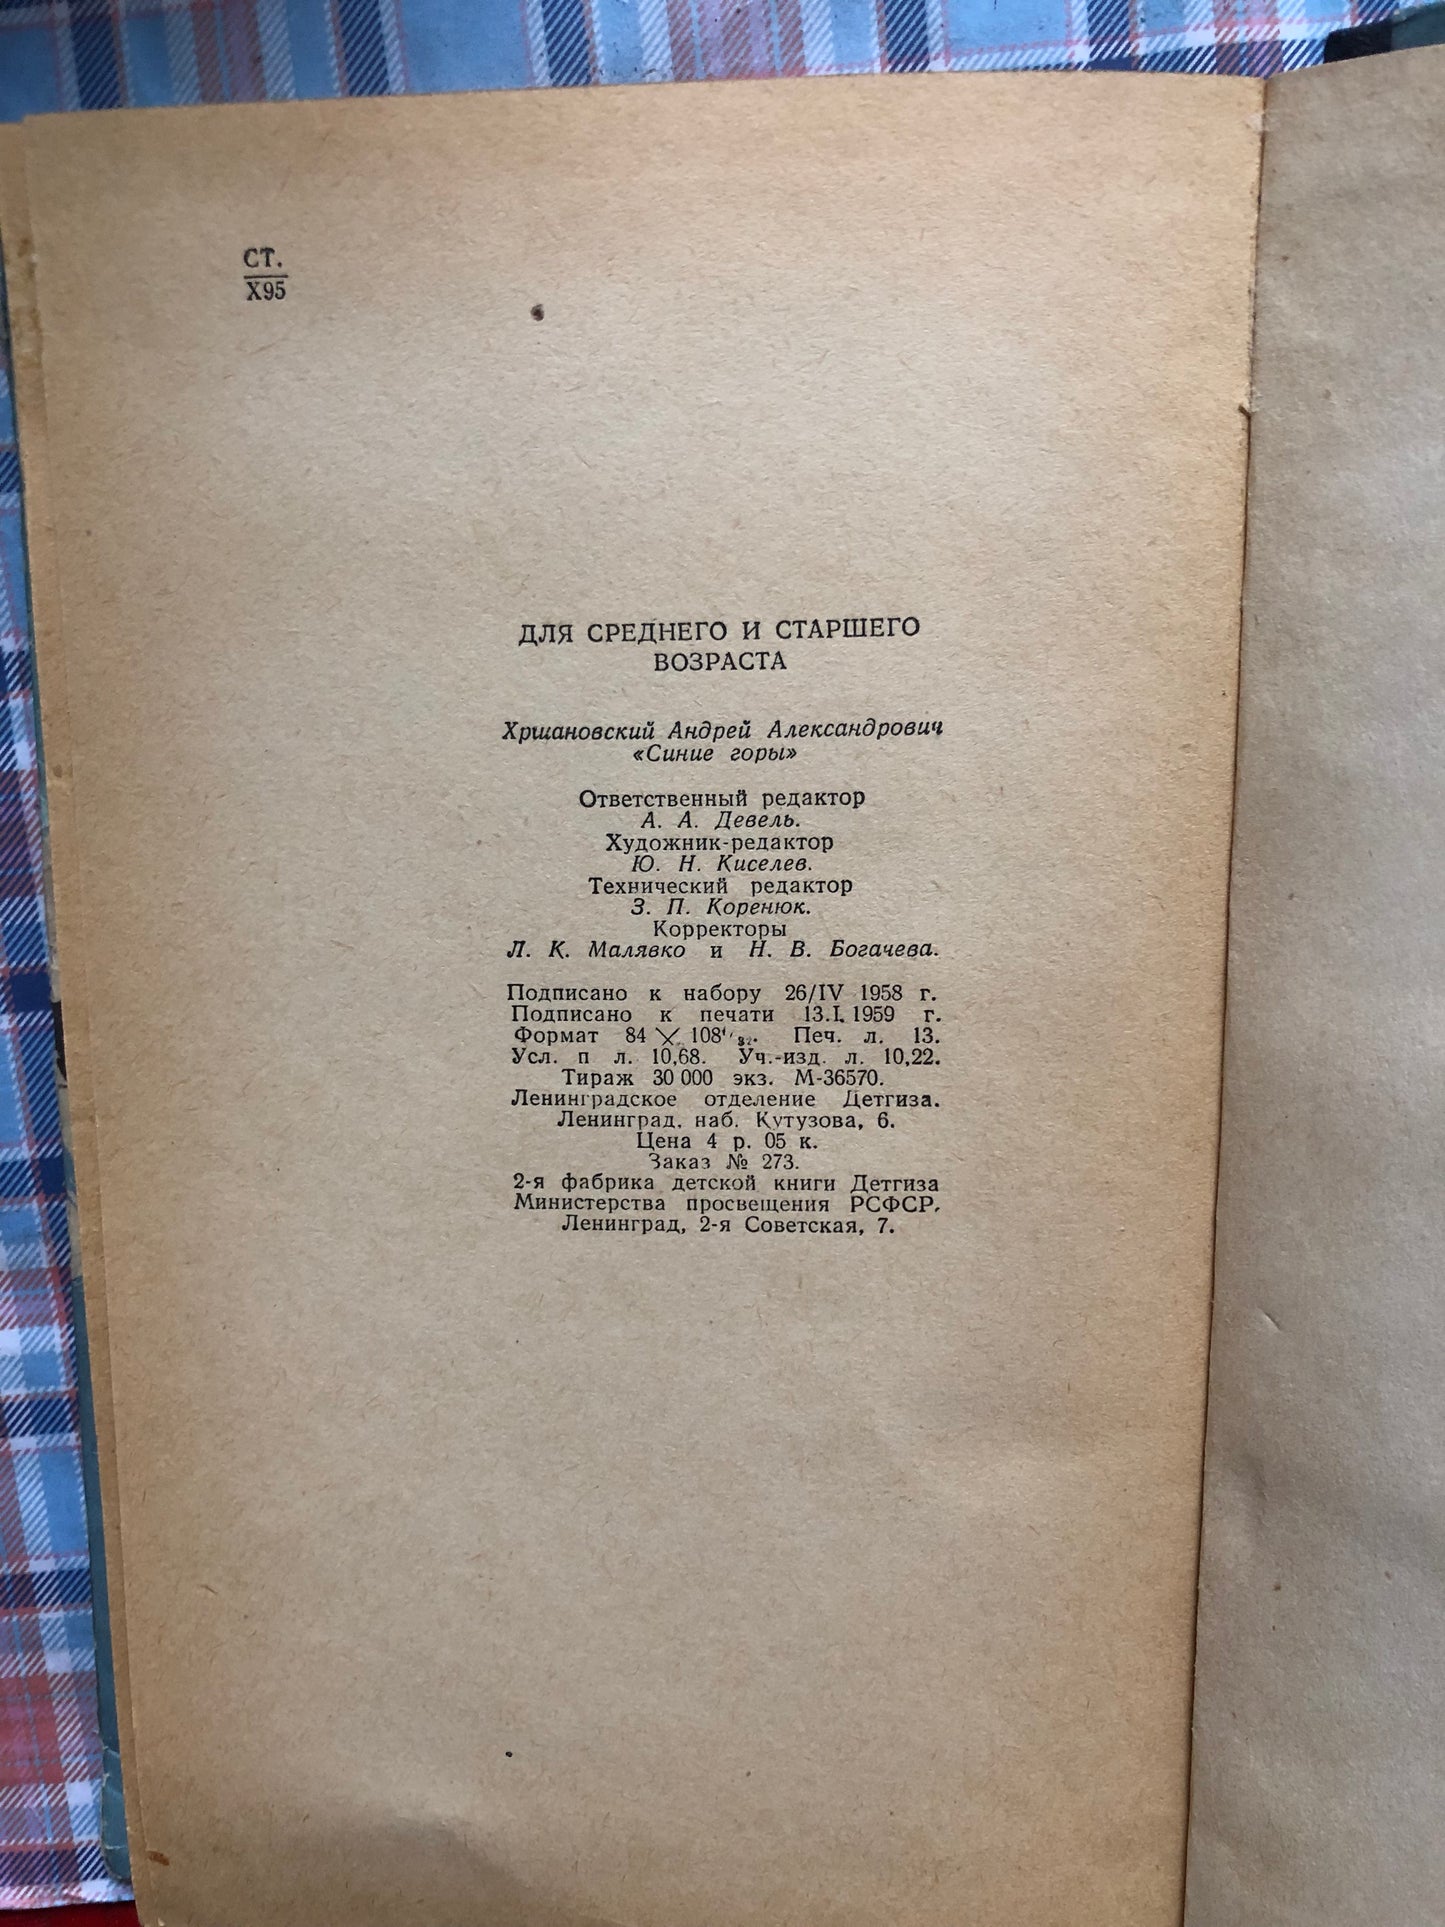 СТ.
Х95
ДЛЯ СРЕДНЕГО И СТАРШЕГО
ВОЗРАСТА
Хршановский Андрей Александрович
«Синие горы»
Ответственный редактор
А. А. Девель.
Художник-редактор
Ю. Н. Киселев.
Технический редактор
З. П. Коренюк.
Корректоры
Л. К. Малявко и Н. В. Богачева.
Подписано к набору 26/IV 1958 г.
Подписано к печати 13.I. 1959 г.
Формат 84 × 108¹/₃₂. Печ. л. 13.
Усл. п л. 10,68. Уч.-изд. л. 10,22.
Тираж 30 000 экз. М-36570.
Ленинградское отделение Детгиза.
Ленинград, наб. Кутузова, 6.
Цена 4 р. 05 к.
Заказ № 273.
2-я фабрика детской книги Детгиза
Министерства просвещения РСФСР.
Ленинград, 2-я Советская, 7.